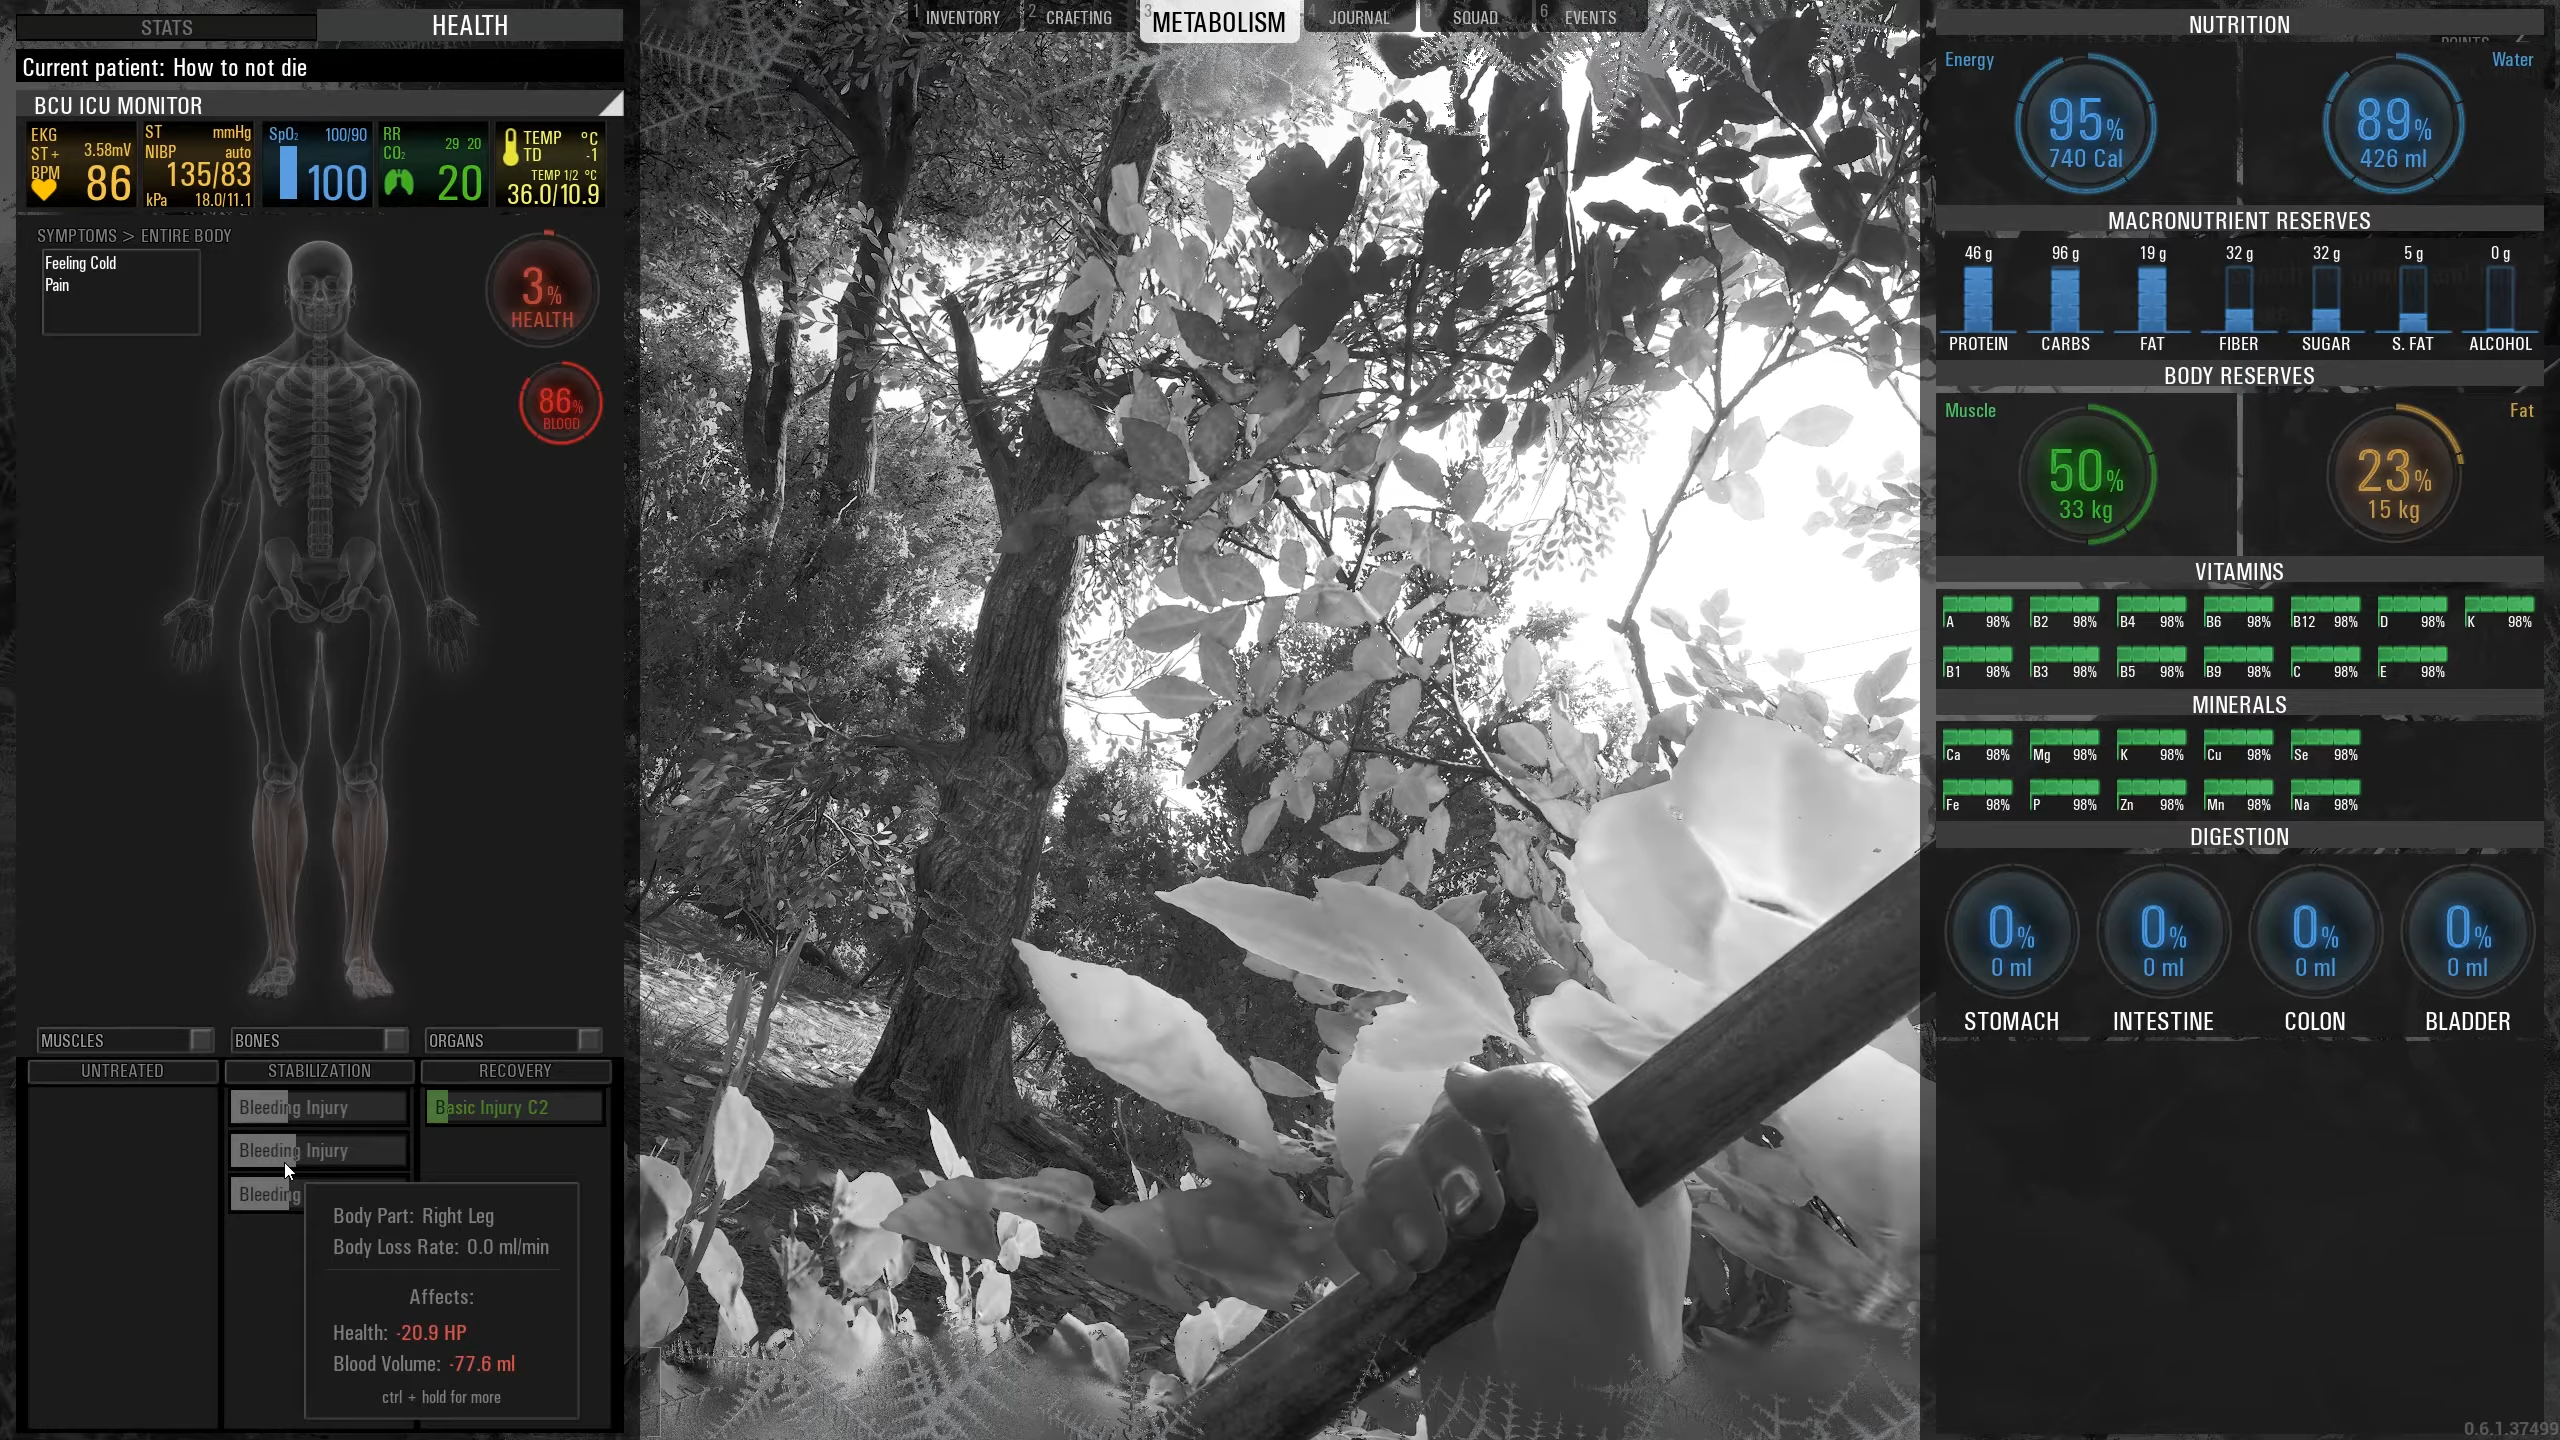 STATS
HEALTH
1 INVENTORY
2 CRAFTING
3 METABOLISM
4 JOURNAL
5 SQUAD
6 EVENTS
Current patient: How to not die
BCU ICU MONITOR
EKG
ST+ 3.58mV
BPM 86
ST mmHg
NIBP auto
135/83
kPa 18.0/11.1
SpO₂ 100/90
100
RR 29 20
CO₂
20
TEMP °C
TD -1
TEMP 1/2 °C
36.0/10.9
SYMPTOMS > ENTIRE BODY
Feeling Cold
Pain
3%
HEALTH
86%
BLOOD
MUSCLES
BONES
ORGANS
UNTREATED
STABILIZATION
RECOVERY
Bleeding Injury
Basic Injury C2
Bleeding Injury
Bleeding
Body Part: Right Leg
Body Loss Rate: 0.0 ml/min
Affects:
Health: -20.9 HP
Blood Volume: -77.6 ml
ctrl + hold for more
NUTRITION
Energy
95%
740 Cal
Water
89%
426 ml
MACRONUTRIENT RESERVES
46 g 96 g 19 g 32 g 32 g 5 g 0 g
PROTEIN CARBS FAT FIBER SUGAR S. FAT ALCOHOL
BODY RESERVES
Muscle
50%
33 kg
Fat
23%
15 kg
VITAMINS
A 98% B2 98% B4 98% B6 98% B12 98% D 98% K 98%
B1 98% B3 98% B5 98% B9 98% C 98% E 98%
MINERALS
Ca 98% Mg 98% K 98% Cu 98% Se 98%
Fe 98% P 98% Zn 98% Mn 98% Na 98%
DIGESTION
0% 0% 0% 0%
0 ml 0 ml 0 ml 0 ml
STOMACH INTESTINE COLON BLADDER
0.6.1.37499